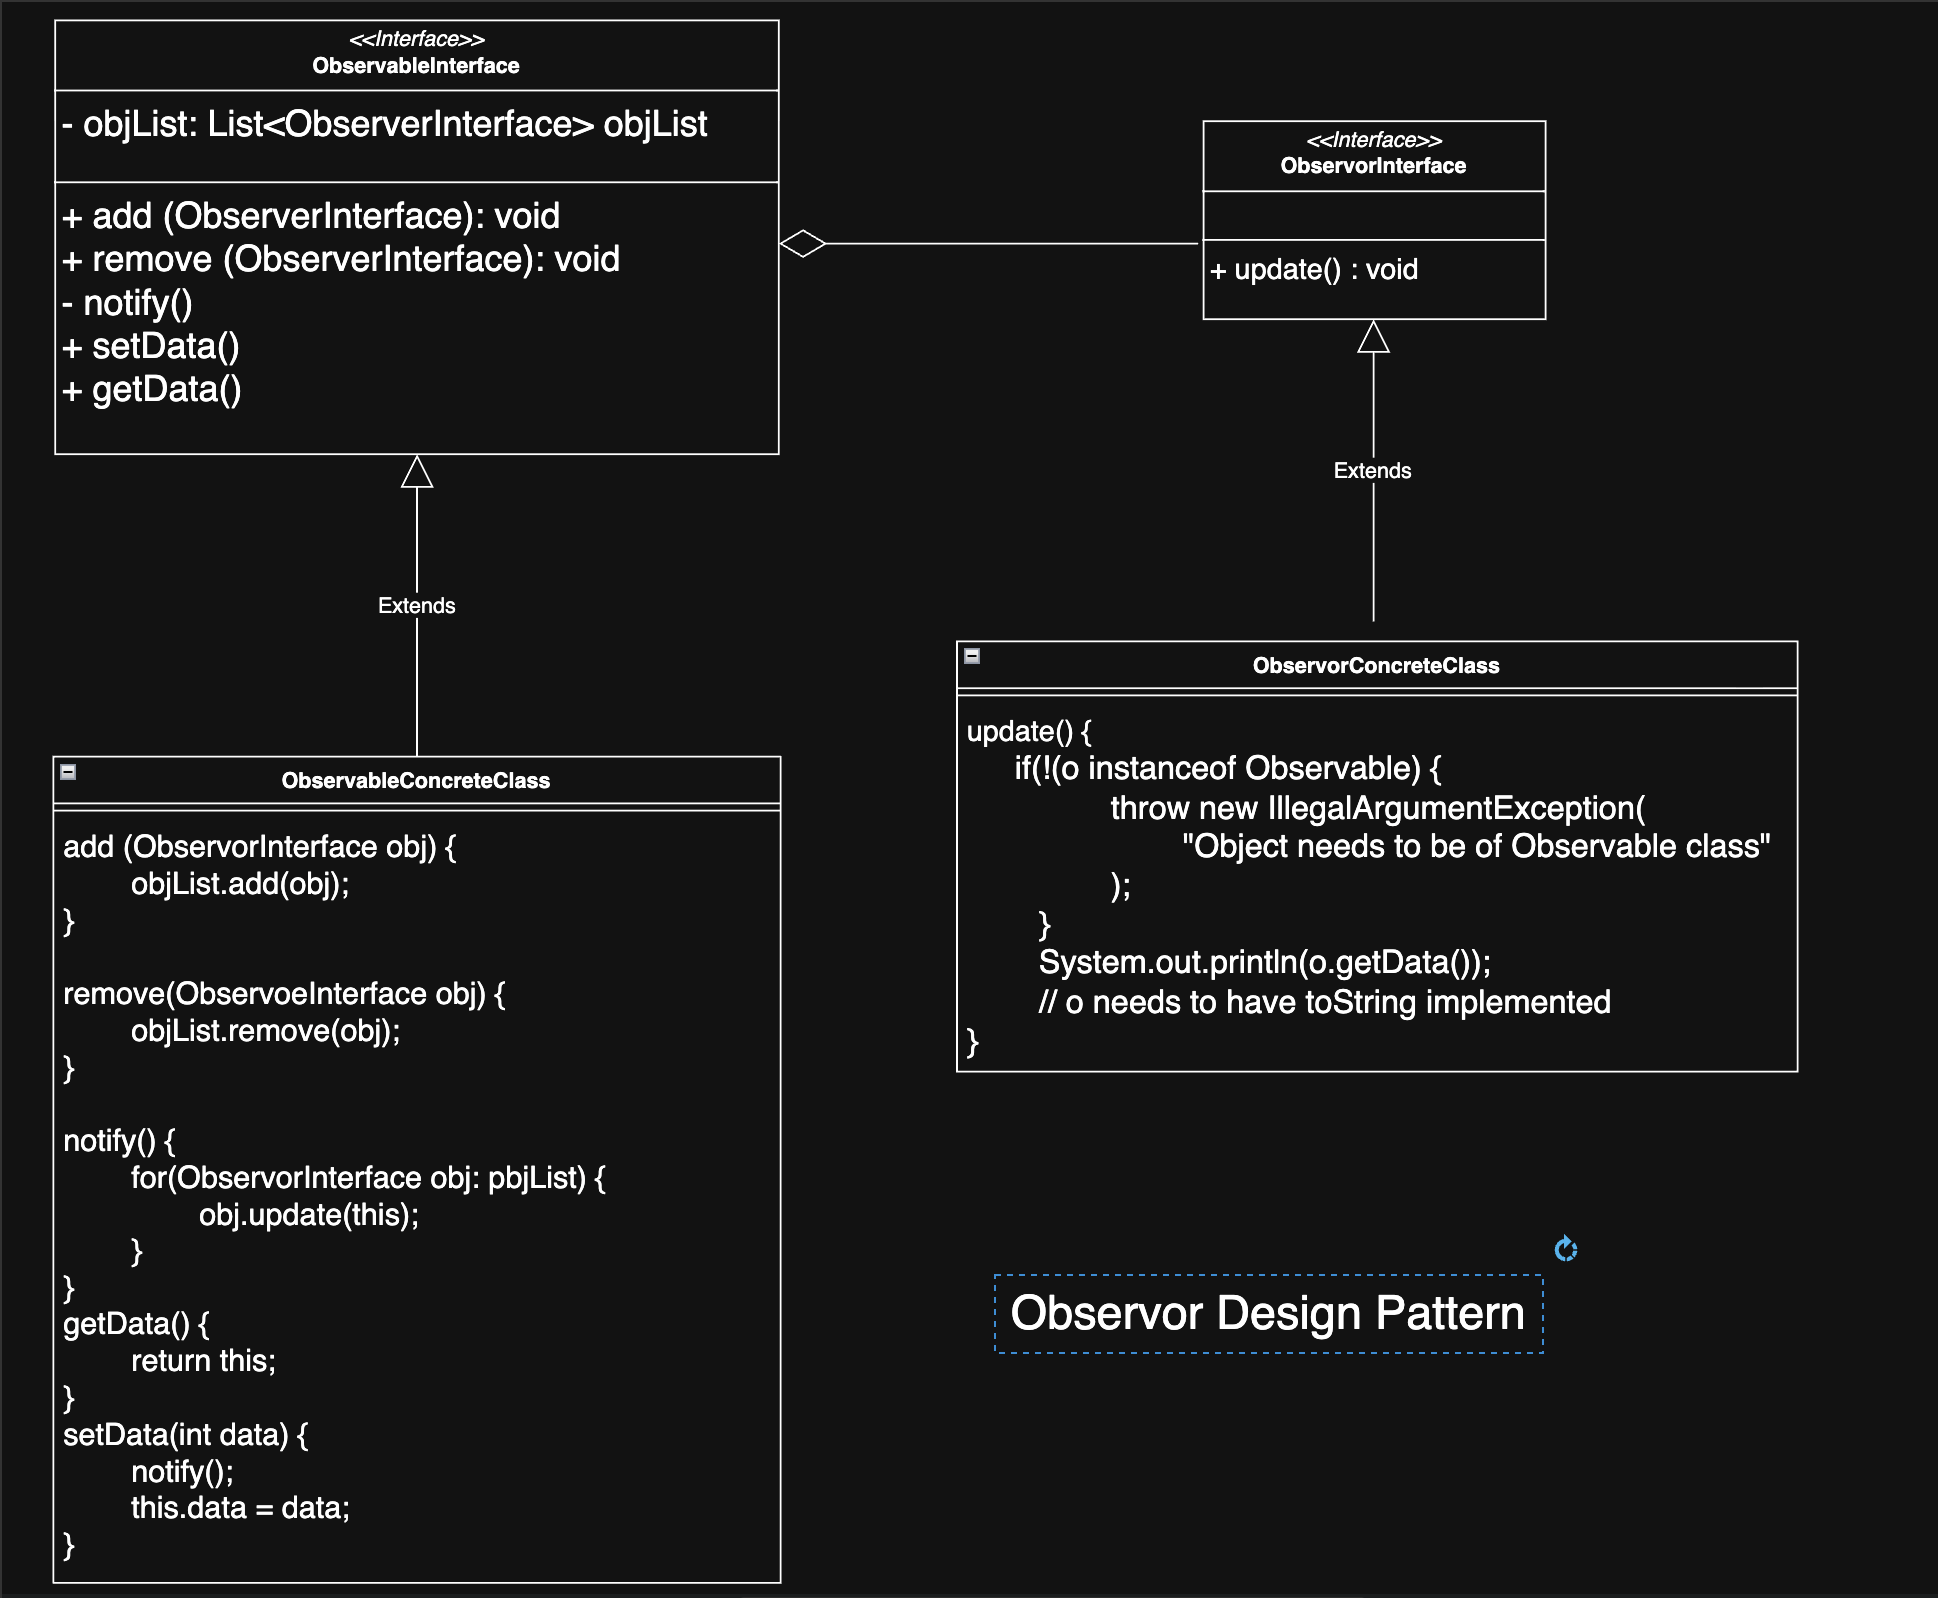 <<Interface>>
ObservableInterface
- objList: List<ObserverInterface> objList
+ add (ObserverInterface): void
+ remove (ObserverInterface): void
- notify()
+ setData()
+ getData()
<<Interface>>
ObservorInterface
+ update() : void
Extends
Extends
ObservableConcreteClass
add (ObservorInterface obj) {
objList.add(obj);
}
remove(ObservoeInterface obj) {
objList.remove(obj);
}
notify() {
for(ObservorInterface obj: pbjList) {
obj.update(this);
}
}
getData() {
return this;
}
setData(int data) {
notify();
this.data = data;
}
ObservorConcreteClass
update() {
if(!(o instanceof Observable) {
throw new IllegalArgumentException(
"Object needs to be of Observable class"
);
}
System.out.println(o.getData());
// o needs to have toString implemented
}
Observor Design Pattern